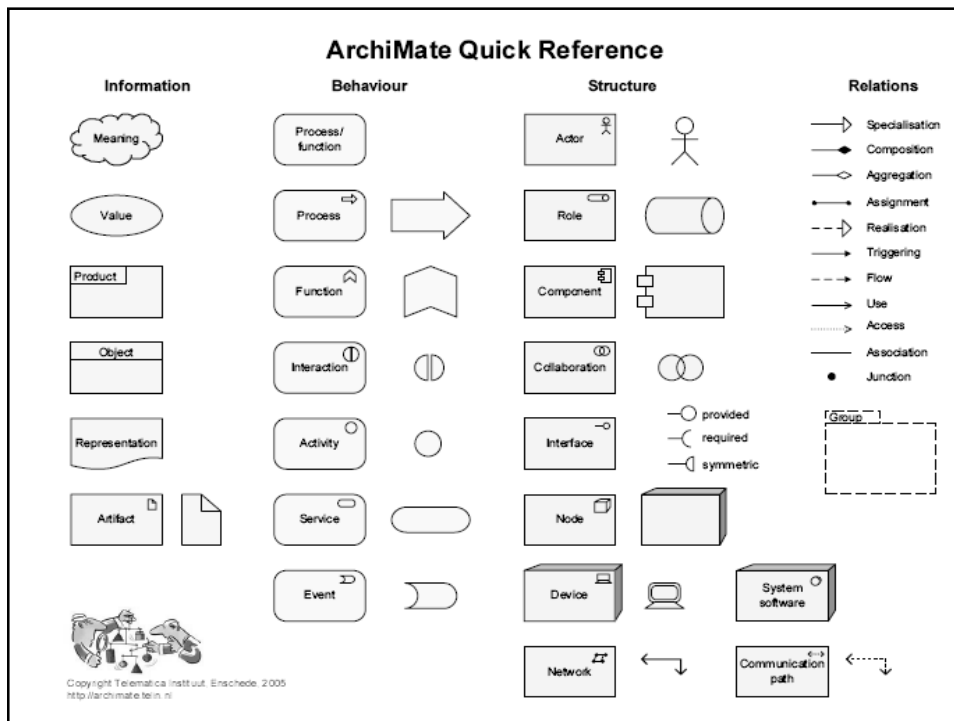 ArchiMate Quick Reference
Information
Behaviour
Structure
Relations
Meaning
Value
Product
Object
Representation
Artifact
Process/
function
Process
Function
Interaction
Activity
Service
Event
Actor
Role
Component
Collaboration
Interface
provided
required
symmetric
Node
Device
System
software
Network
Communication
path
Specialisation
Composition
Aggregation
Assignment
Realisation
Triggering
Flow
Use
Access
Association
Junction
Group
Copyright Telematica Instituut, Enschede, 2005
http://archimate.telin.nl